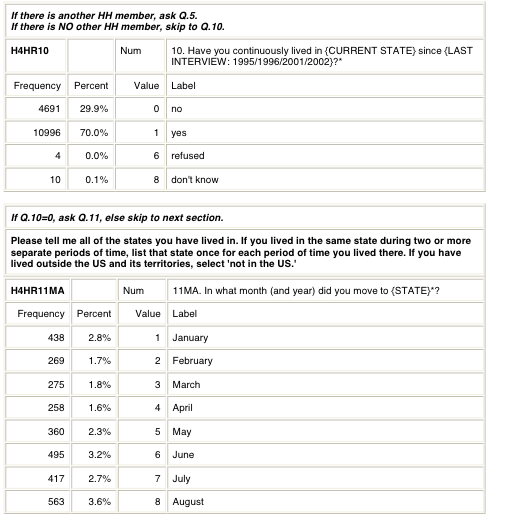 If there is another HH member, ask Q.5.
If there is NO other HH member, skip to Q.10.
H4HR10 Num 10. Have you continuously lived in {CURRENT STATE} since {LAST
INTERVIEW: 1995/1996/2001/2002}?*
Frequency Percent Value Label
4691 29.9% 0 no
10996 70.0% 1 yes
4 0.0% 6 refused
10 0.1% 8 don't know
If Q.10=0, ask Q.11, else skip to next section.
Please tell me all of the states you have lived in. If you lived in the same state during two or more
separate periods of time, list that state once for each period of time you lived there. If you have
lived outside the US and its territories, select 'not in the US.'
H4HR11MA Num 11MA. In what month (and year) did you move to {STATE}*?
Frequency Percent Value Label
438 2.8% 1 January
269 1.7% 2 February
275 1.8% 3 March
258 1.6% 4 April
360 2.3% 5 May
495 3.2% 6 June
417 2.7% 7 July
563 3.6% 8 August